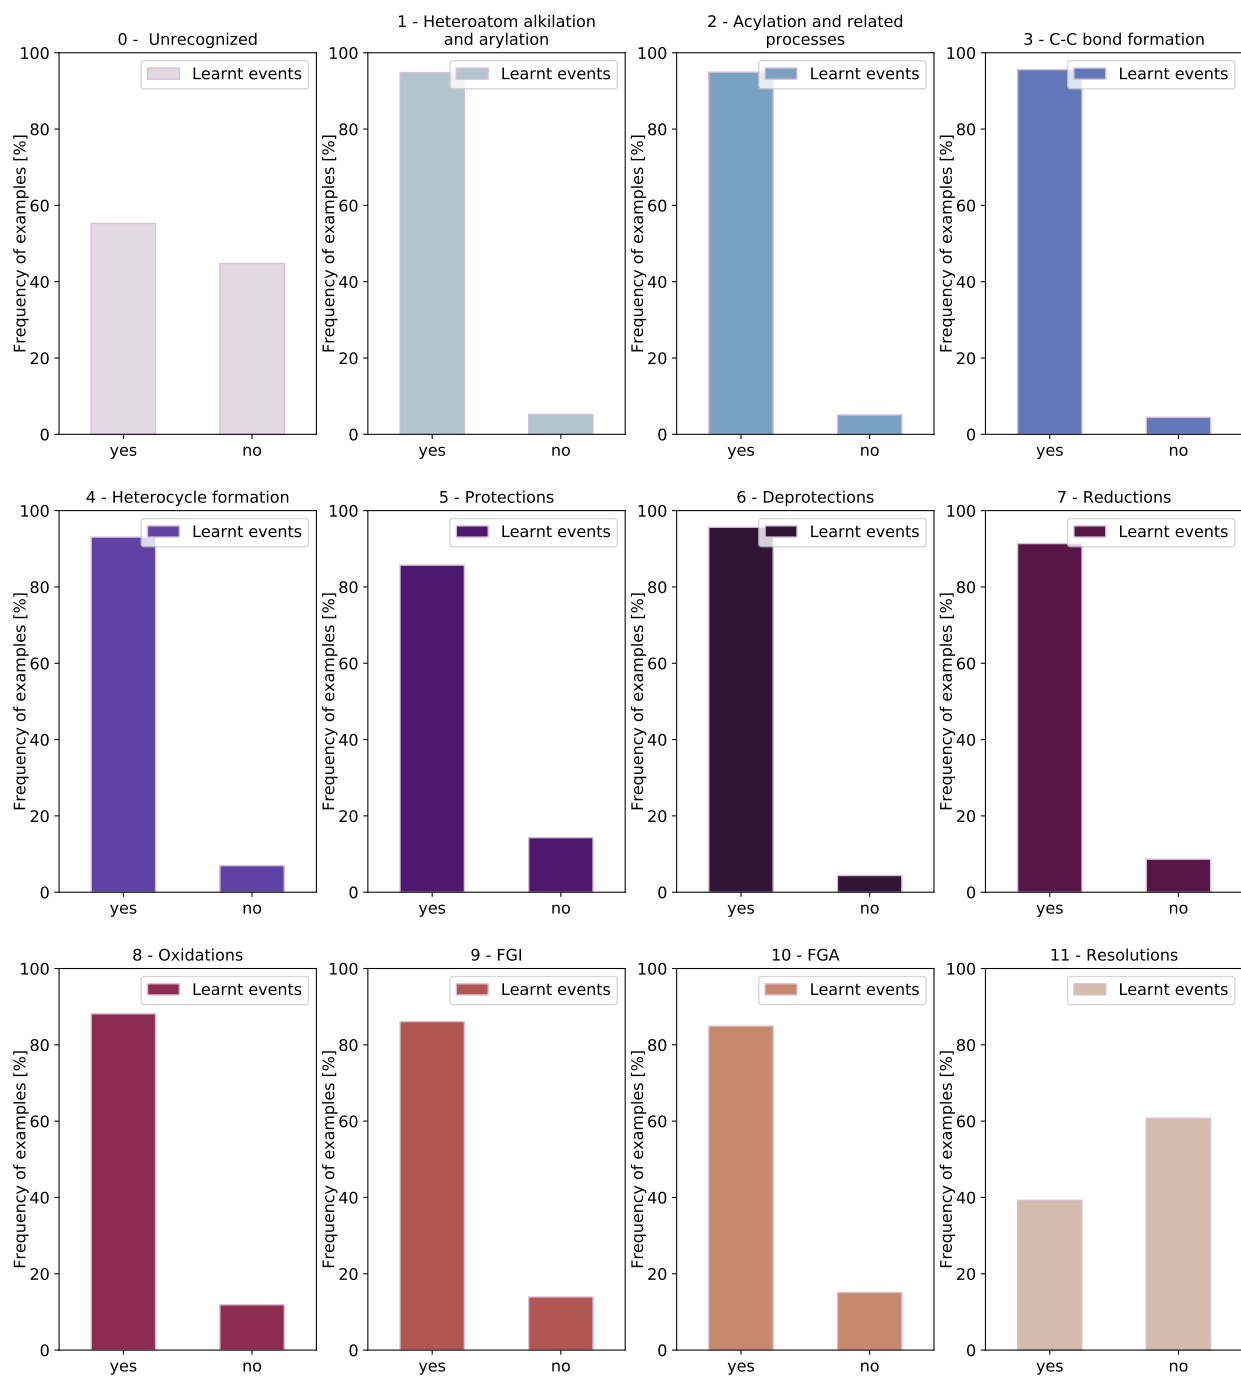 0 -  Unrecognized
Learnt events
Frequency of examples [%]
100
80
60
40
20
0
yes no
1 - Heteroatom alkilation
and arylation
Learnt events
Frequency of examples [%]
100
80
60
40
20
0
yes no
2 - Acylation and related
processes
Learnt events
Frequency of examples [%]
100
80
60
40
20
0
yes no
3 - C-C bond formation
Learnt events
Frequency of examples [%]
100
80
60
40
20
0
yes no
4 - Heterocycle formation
Learnt events
Frequency of examples [%]
100
80
60
40
20
0
yes no
5 - Protections
Learnt events
Frequency of examples [%]
100
80
60
40
20
0
yes no
6 - Deprotections
Learnt events
Frequency of examples [%]
100
80
60
40
20
0
yes no
7 - Reductions
Learnt events
Frequency of examples [%]
100
80
60
40
20
0
yes no
8 - Oxidations
Learnt events
Frequency of examples [%]
100
80
60
40
20
0
yes no
9 - FGI
Learnt events
Frequency of examples [%]
100
80
60
40
20
0
yes no
10 - FGA
Learnt events
Frequency of examples [%]
100
80
60
40
20
0
yes no
11 - Resolutions
Learnt events
Frequency of examples [%]
100
80
60
40
20
0
yes no